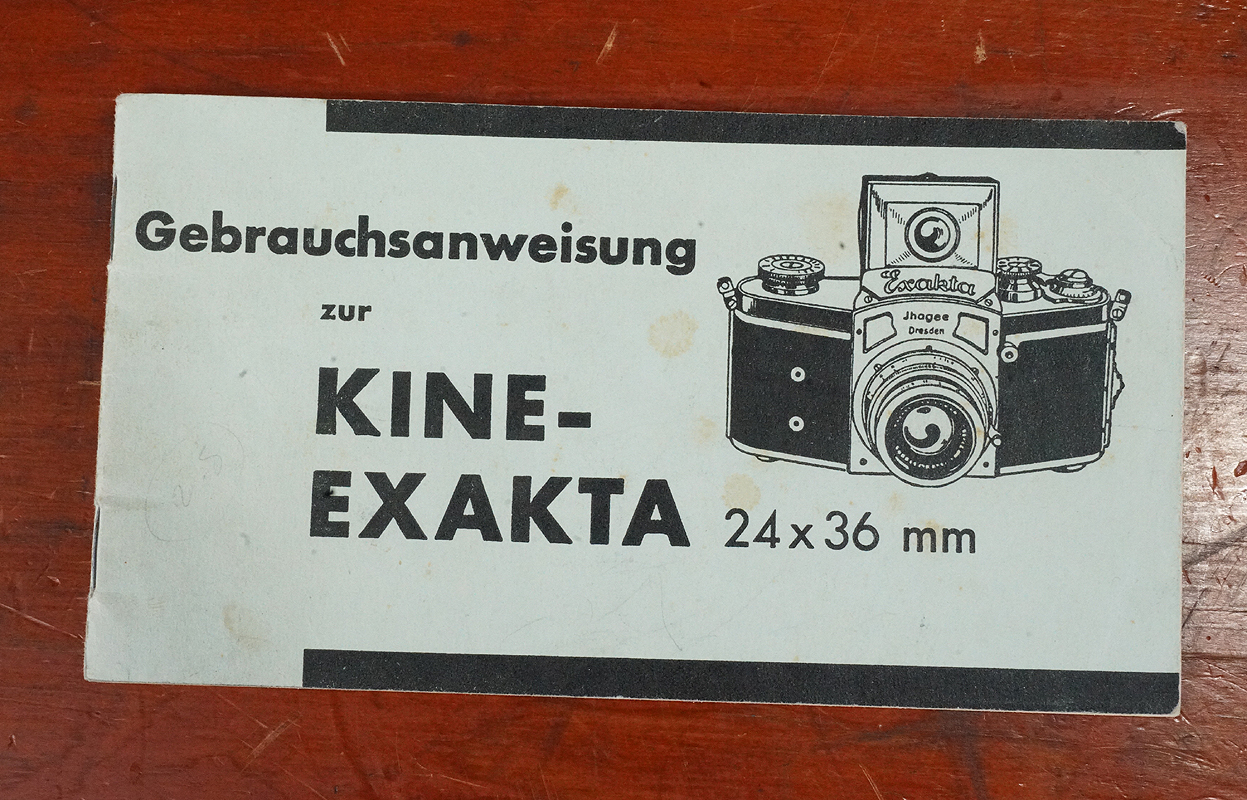 Gebrauchsanweisung
zur
KINE-
EXAKTA 24x36 mm
Exakta
Jhagee
Dresden